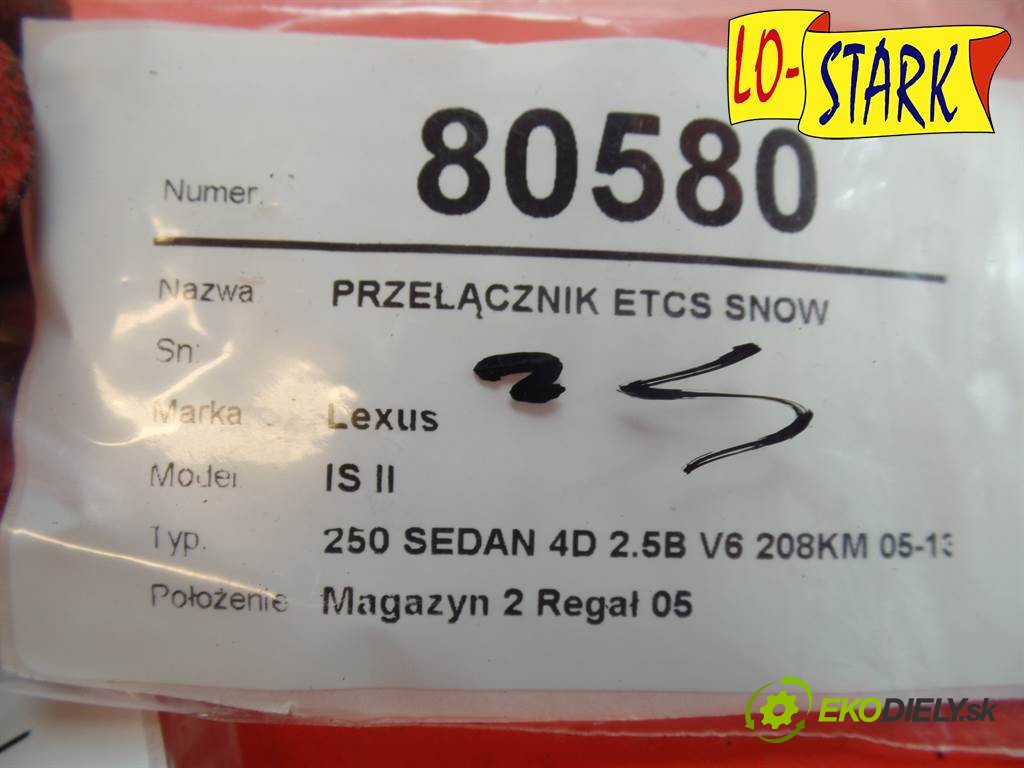 LO-STARK
Numer. 80580
Nazwa PRZEŁĄCZNIK ETCS SNOW
Sn:
Marka Lexus
Model IS II
Typ. 250 SEDAN 4D 2.5B V6 208KM 05-13
Położenie Magazyn 2 Regał 05
EKODIELY.sk